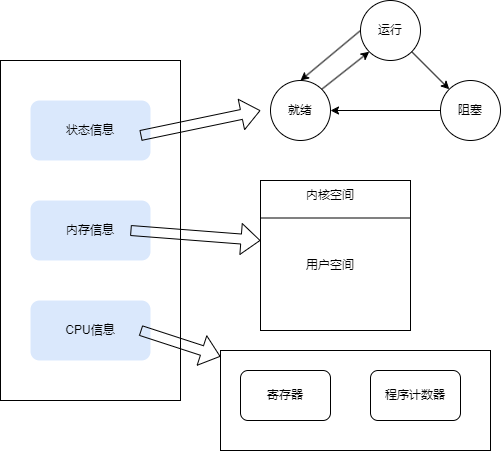 运行
状态信息
就绪
阻塞
内存信息
内核空间
用户空间
CPU信息
寄存器
程序计数器